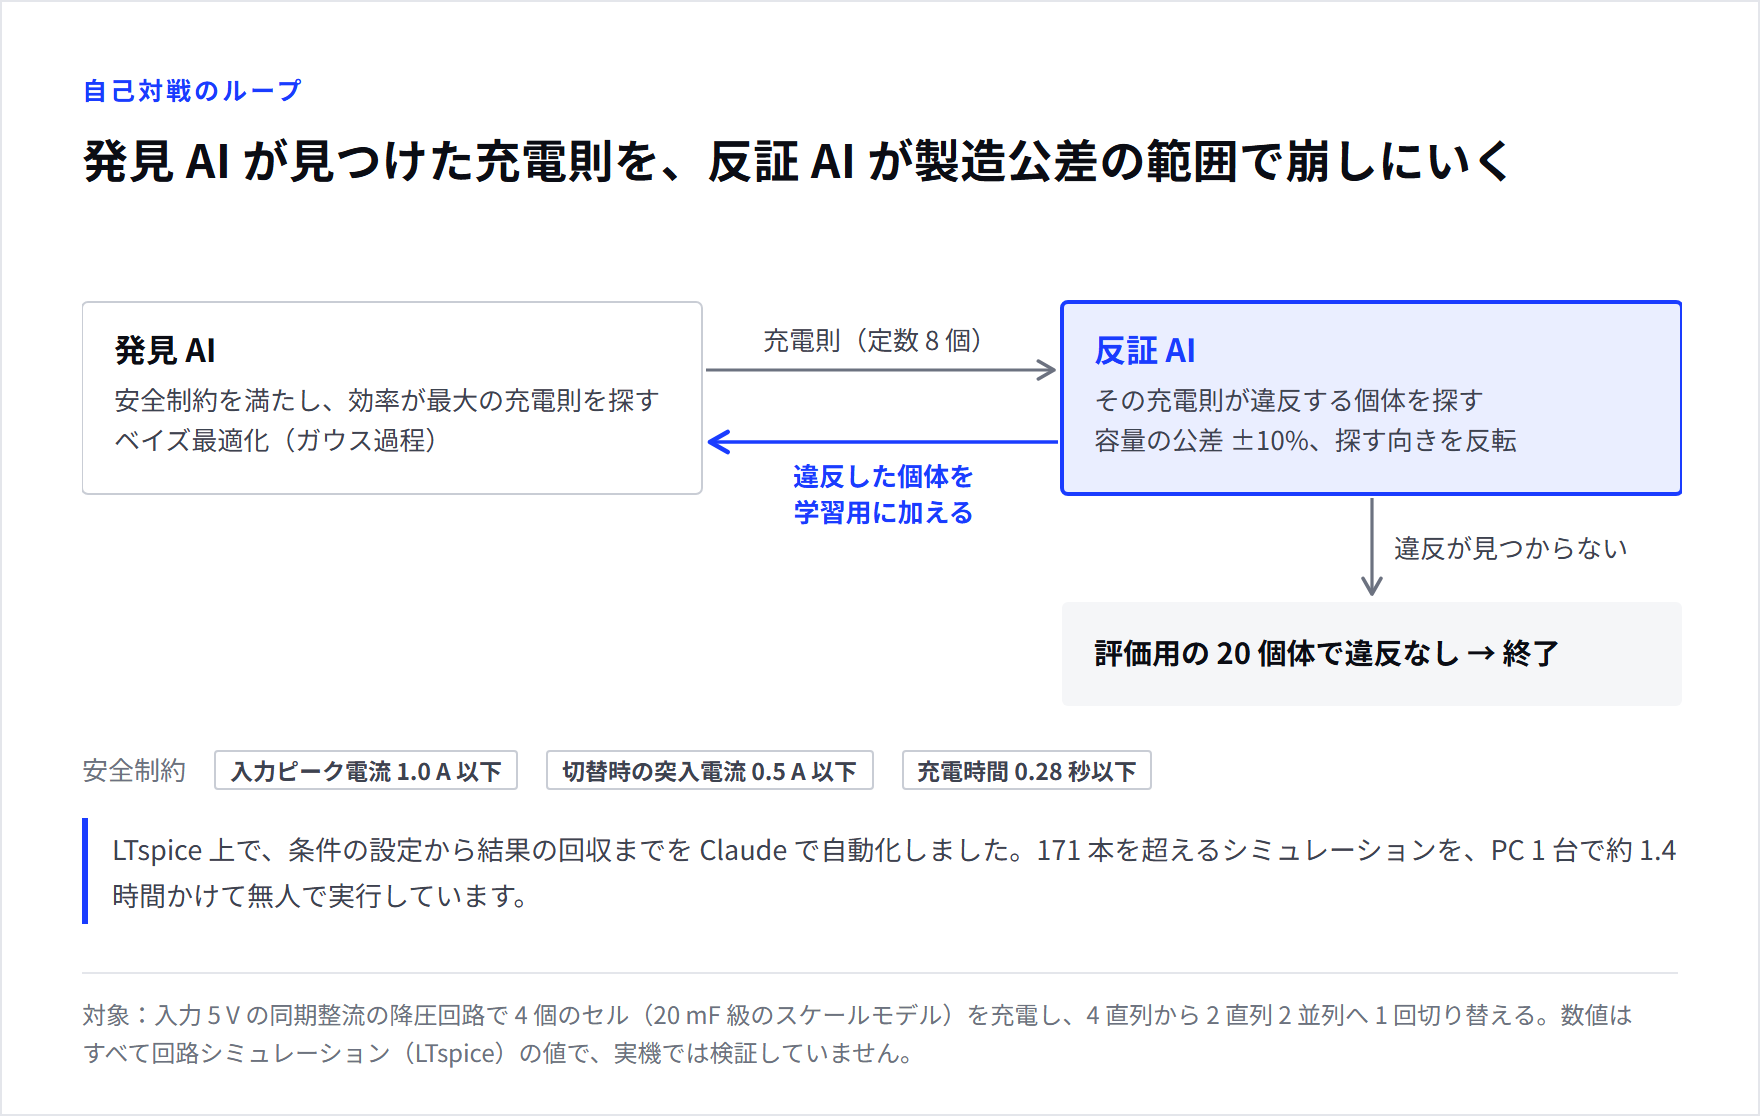 自己対戦のループ
発見 AI が見つけた充電則を、反証 AI が製造公差の範囲で崩しにいく
発見 AI
安全制約を満たし、効率が最大の充電則を探す
ベイズ最適化（ガウス過程）
充電則（定数 8 個）
違反した個体を
学習用に加える
反証 AI
その充電則が違反する個体を探す
容量の公差 ±10%、探す向きを反転
違反が見つからない
評価用の 20 個体で違反なし → 終了
安全制約
入力ピーク電流 1.0 A 以下
切替時の突入電流 0.5 A 以下
充電時間 0.28 秒以下
LTspice 上で、条件の設定から結果の回収までを Claude で自動化しました。171 本を超えるシミュレーションを、PC 1 台で約 1.4
時間かけて無人で実行しています。
対象：入力 5 V の同期整流の降圧回路で 4 個のセル（20 mF 級のスケールモデル）を充電し、4 直列から 2 直列 2 並列へ 1 回切り替える。数値は
すべて回路シミュレーション（LTspice）の値で、実機では検証していません。